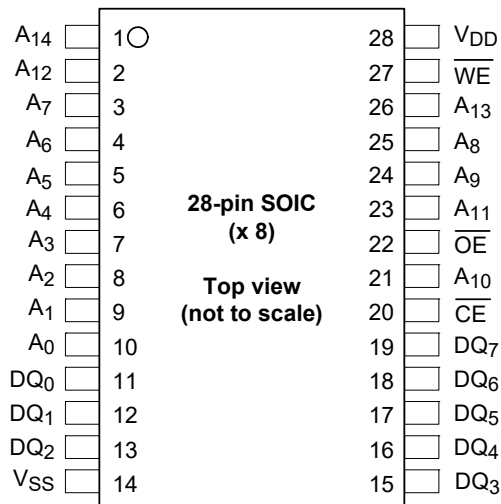 A14 1 28 VDD
A12 2 27 WE
A7 3 26 A13
A6 4 25 A8
A5 5 24 A9
A4 6 23 A11
A3 7 22 OE
A2 8 21 A10
A1 9 20 CE
A0 10 19 DQ7
DQ0 11 18 DQ6
DQ1 12 17 DQ5
DQ2 13 16 DQ4
VSS 14 15 DQ3
28-pin SOIC
(x 8)
Top view
(not to scale)